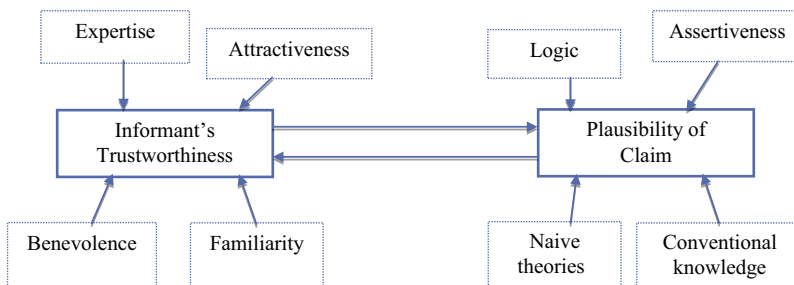 Expertise
Attractiveness
Logic
Assertiveness
Informant's
Trustworthiness
Plausibility of
Claim
Benevolence
Familiarity
Naive
theories
Conventional
knowledge